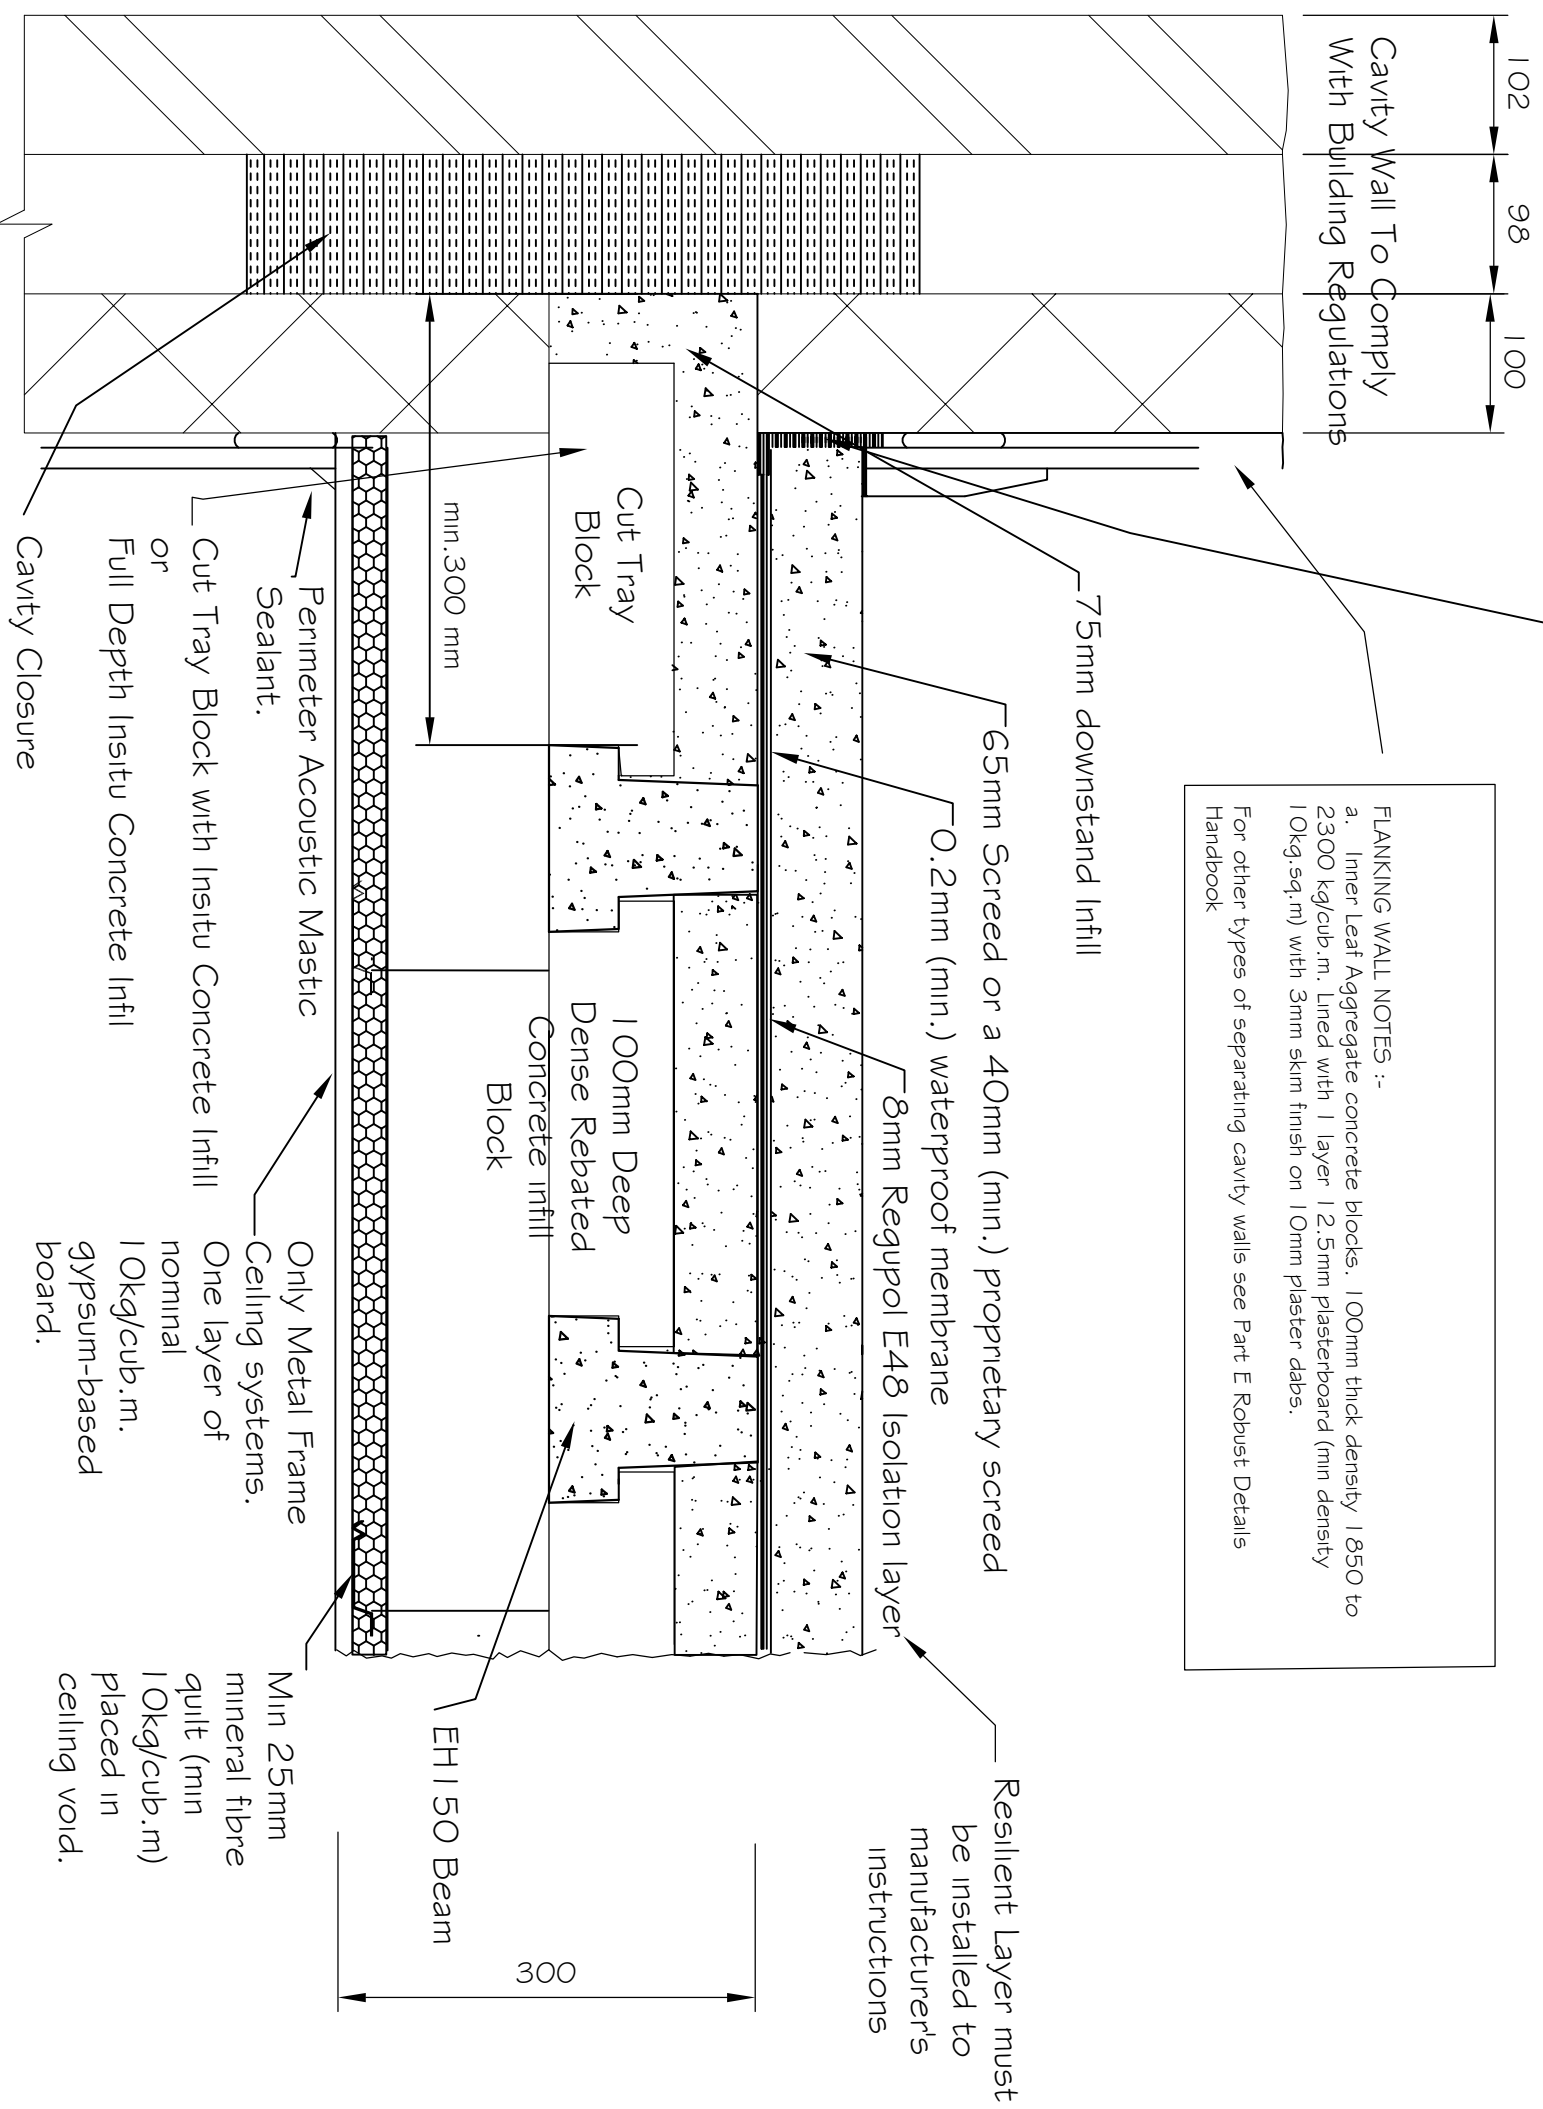 102
98
100
Cavity Wall To Comply
With Building Regulations
FLANKING WALL NOTES :-
a. Inner Leaf Aggregate concrete blocks. 100mm thick density 1850 to
2300 kg/cub.m. Lined with 1 layer 12.5mm plasterboard (min density
10kg.sq.m) with 3mm skim finish on 10mm plaster dabs.
For other types of separating cavity walls see Part E Robust Details
Handbook
75mm downstand Infill
65mm Screed or a 40mm (min.) proprietary screed
0.2mm (min.) waterproof membrane
8mm Regupol E48 Isolation layer
Resilient Layer must
be installed to
manufacturer's
instructions
Cut Tray
Block
100mm Deep
Dense Rebated
Concrete infill
Block
min.300 mm
EH150 Beam
300
Perimeter Acoustic Mastic
Sealant.
Cut Tray Block with Insitu Concrete Infill
or
Full Depth Insitu Concrete Infill
Cavity Closure
Only Metal Frame
Ceiling systems.
One layer of
nominal
10kg/cub.m.
gypsum-based
board.
Min 25mm
mineral fibre
quilt (min
10kg/cub.m)
placed in
ceiling void.